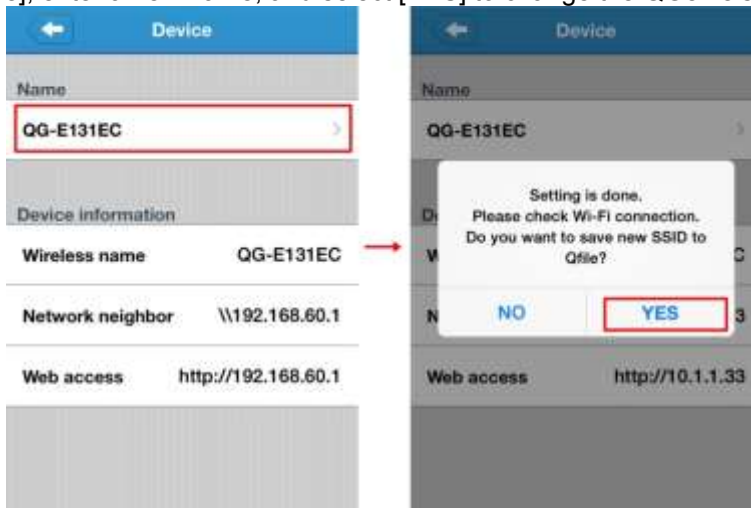 Device
Name
QG-E131EC
Device information
Wireless name QG-E131EC
Network neighbor \\192.168.60.1
Web access http://192.168.60.1
Device
Name
QG-E131EC
Setting is done.
Please check Wi-Fi connection.
Do you want to save new SSID to
Qfile?
NO YES
Web access http://10.1.1.33